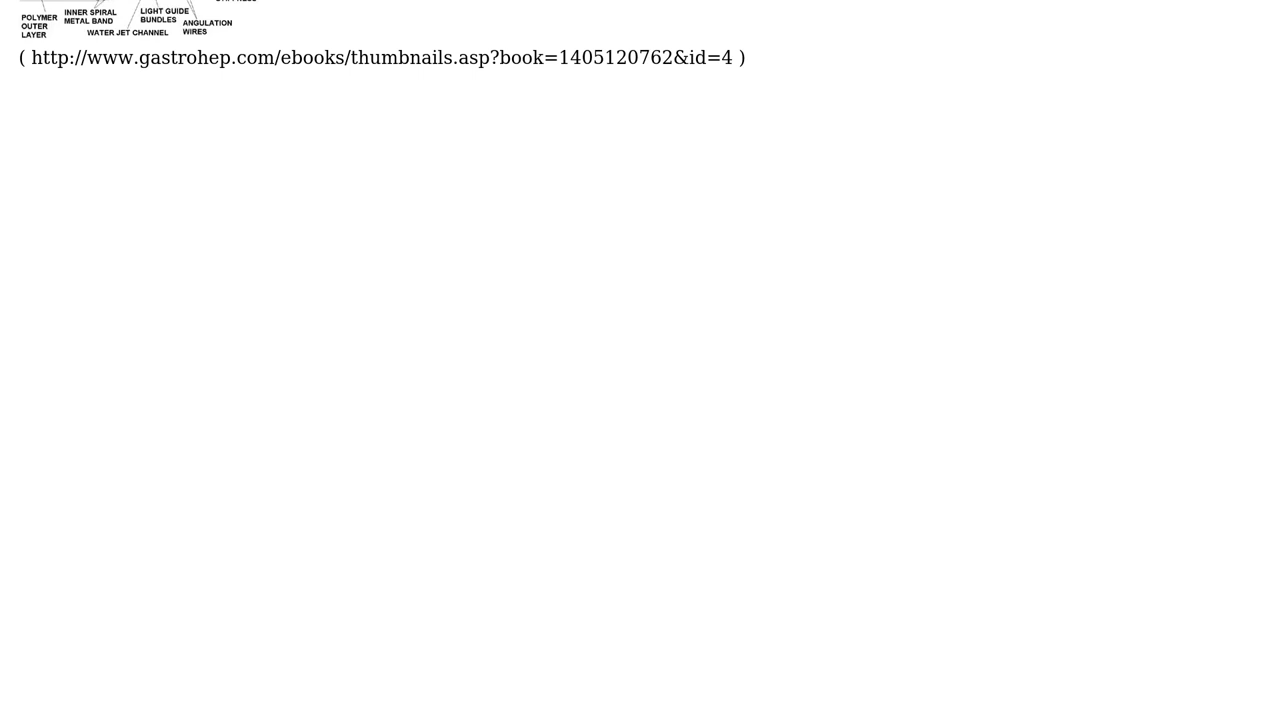 POLYMER
OUTER
LAYER
INNER SPIRAL
METAL BAND
LIGHT GUIDE
BUNDLES
ANGULATION
WIRES
WATER JET CHANNEL
( http://www.gastrohep.com/ebooks/thumbnails.asp?book=1405120762&id=4 )